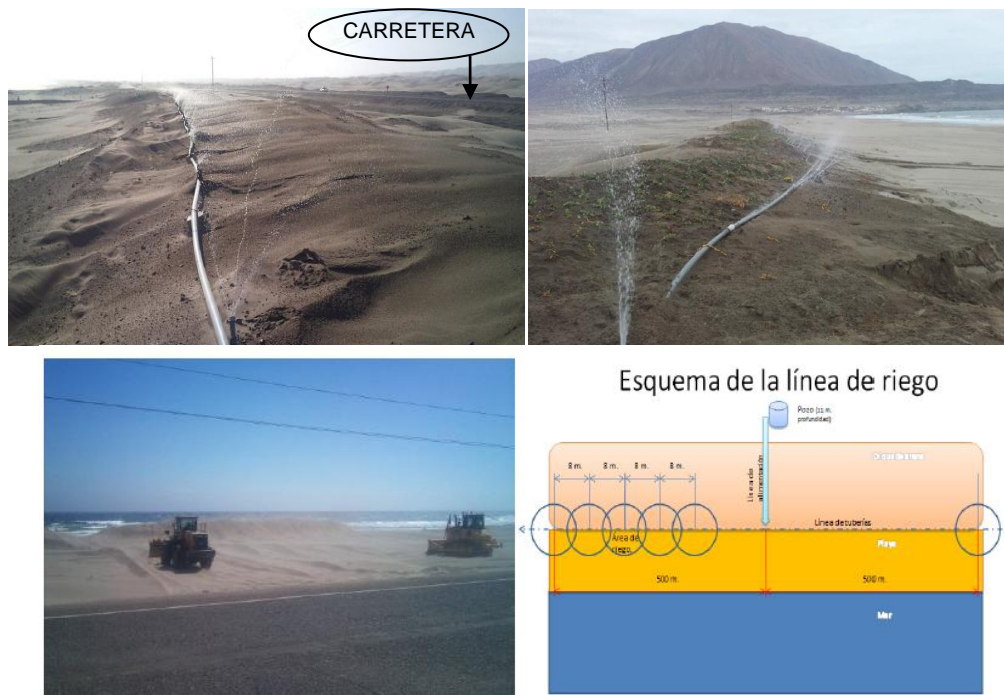 CARRETERA
Esquema de la línea de riego
Pozo (11 m.
profundidad)
8 m.
8 m.
8 m.
8 m.
Línea de
alimentación
Línea de tuberías
Área de
riego
Playa
500 m.
500 m.
Mar